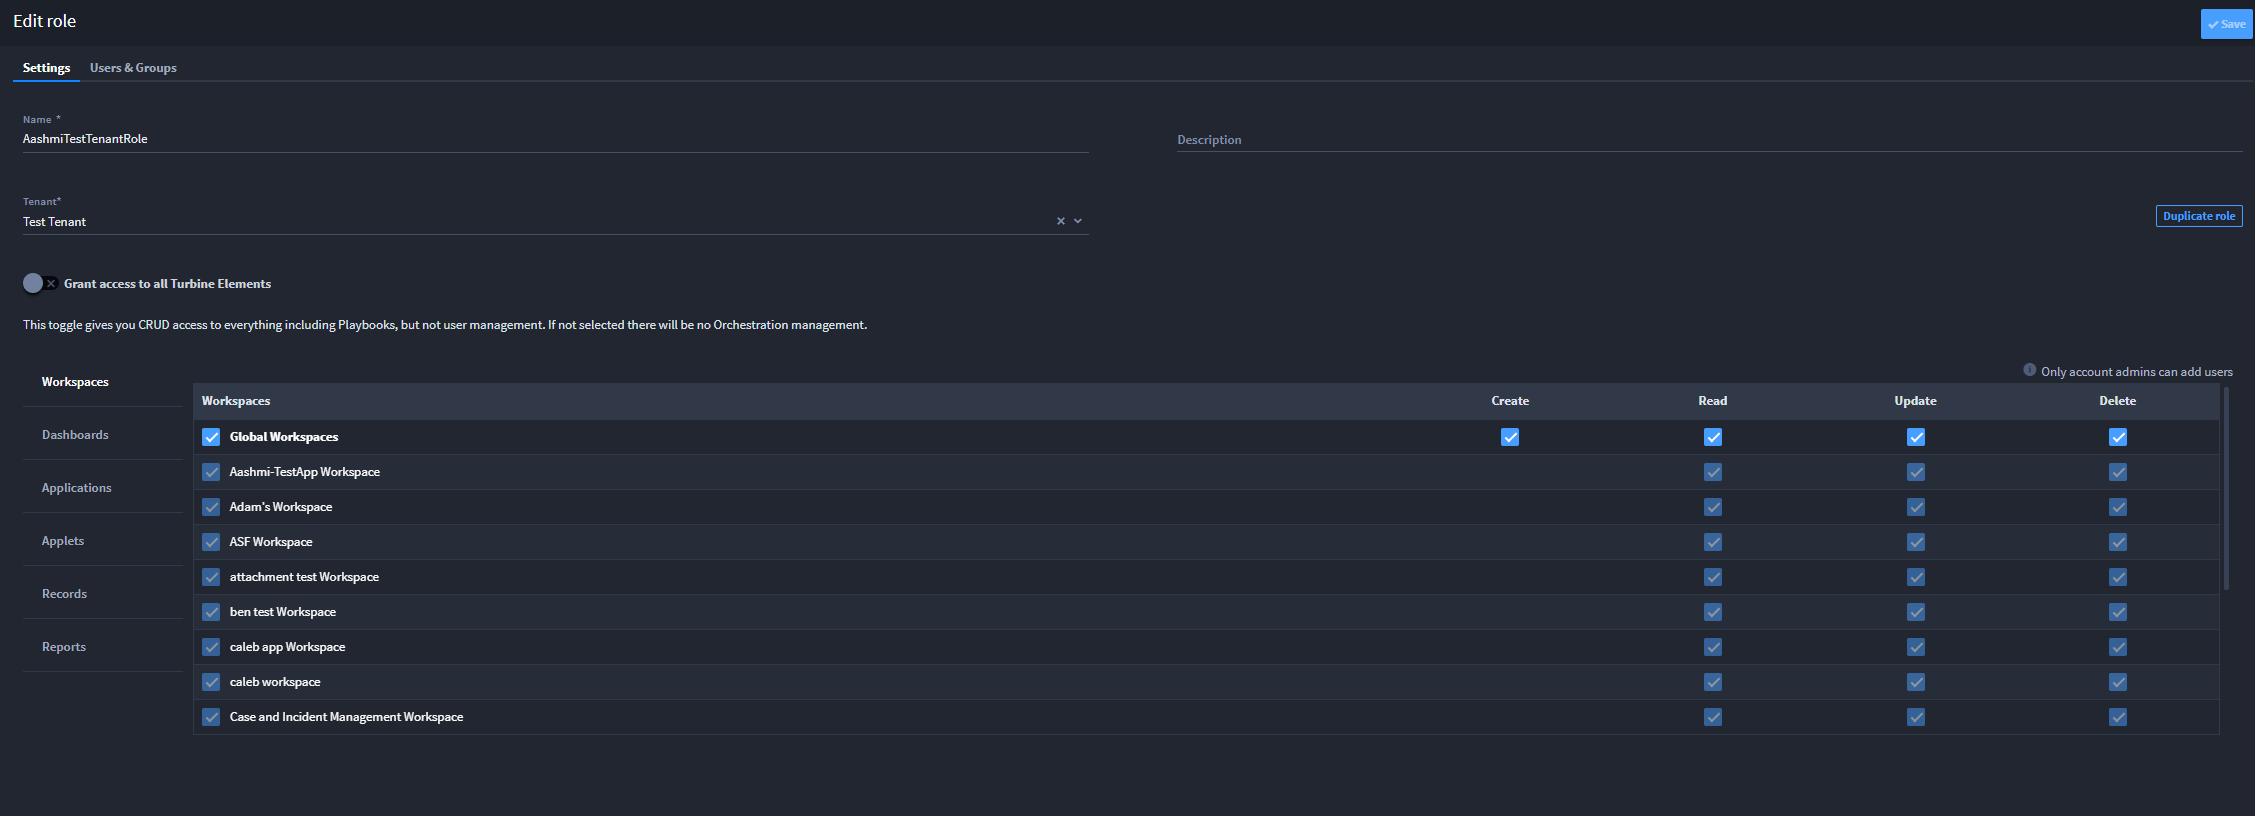 Edit role
Save
Settings Users & Groups
Name *
AashmiTestTenantRole
Description
Tenant*
Test Tenant
Duplicate role
Grant access to all Turbine Elements
This toggle gives you CRUD access to everything including Playbooks, but not user management. If not selected there will be no Orchestration management.
Only account admins can add users
Workspaces
Dashboards
Applications
Applets
Records
Reports
Workspaces Create Read Update Delete
Global Workspaces
Aashmi-TestApp Workspace
Adam's Workspace
ASF Workspace
attachment test Workspace
ben test Workspace
caleb app Workspace
caleb workspace
Case and Incident Management Workspace